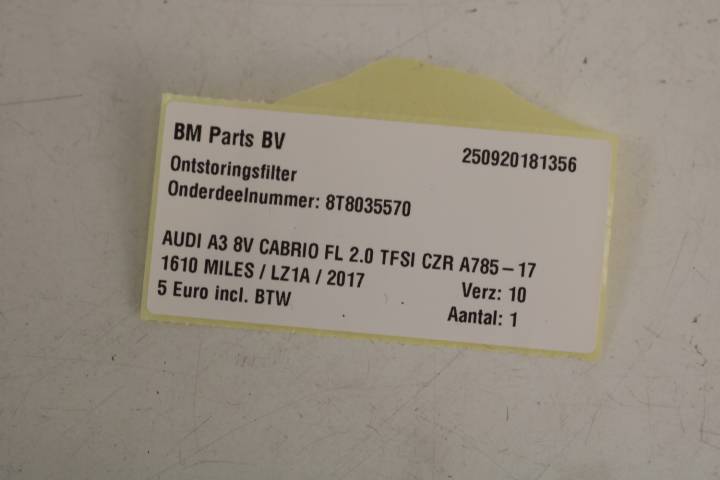 BM Parts BV 250920181356
Ontstoringsfilter
Onderdeelnummer: 8T8035570
AUDI A3 8V CABRIO FL 2.0 TFSI CZR A785-17
1610 MILES / LZ1A / 2017 Verz: 10
5 Euro incl. BTW Aantal: 1